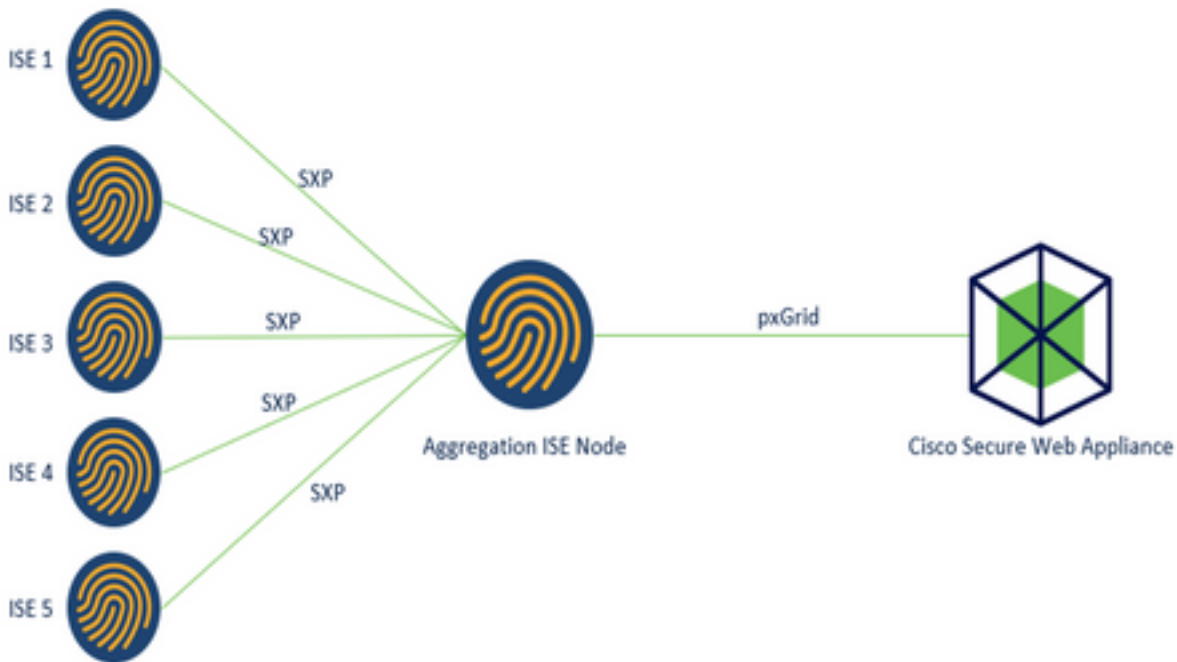 ISE 1
SXP
ISE 2
SXP
pxGrid
SXP
ISE 3
SXP
Aggregation ISE Node
Cisco Secure Web Appliance
ISE 4
SXP
ISE 5